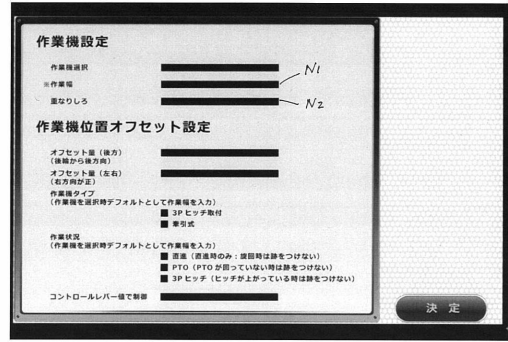 作業機設定
作業機選択
※作業幅
N1
重なりしろ
N2
作業機位置オフセット設定
オフセット量（後方）
（後輪から後方向）
オフセット量（左右）
（右方向が正）
作業機タイプ
（作業機を選択時デフォルトとして作業幅を入力）
3P ヒッチ取付
牽引式
作業状況
（作業機を選択時デフォルトとして作業幅を入力）
直進（直進時のみ：旋回時は跡をつけない）
PTO（PTO が回っていない時は跡をつけない）
3P ヒッチ（ヒッチが上がっている時は跡をつけない）
コントロールレバー値で制御
決 定